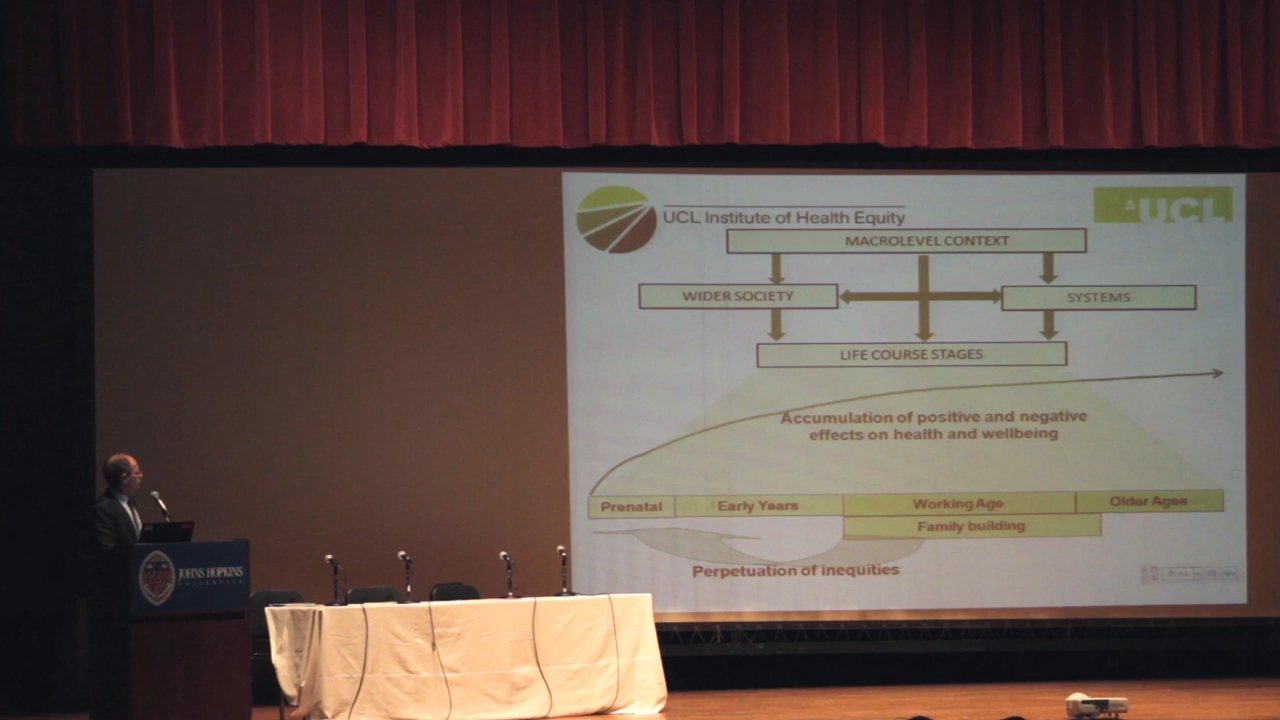 UCL Institute of Health Equity
UCL
MACROLEVEL CONTEXT
WIDER SOCIETY
SYSTEMS
LIFE COURSE STAGES
Accumulation of positive and negative
effects on health and wellbeing
Prenatal
Early Years
Working Age
Older Ages
Family building
Perpetuation of inequities
JOHNS HOPKINS
UNIVERSITY